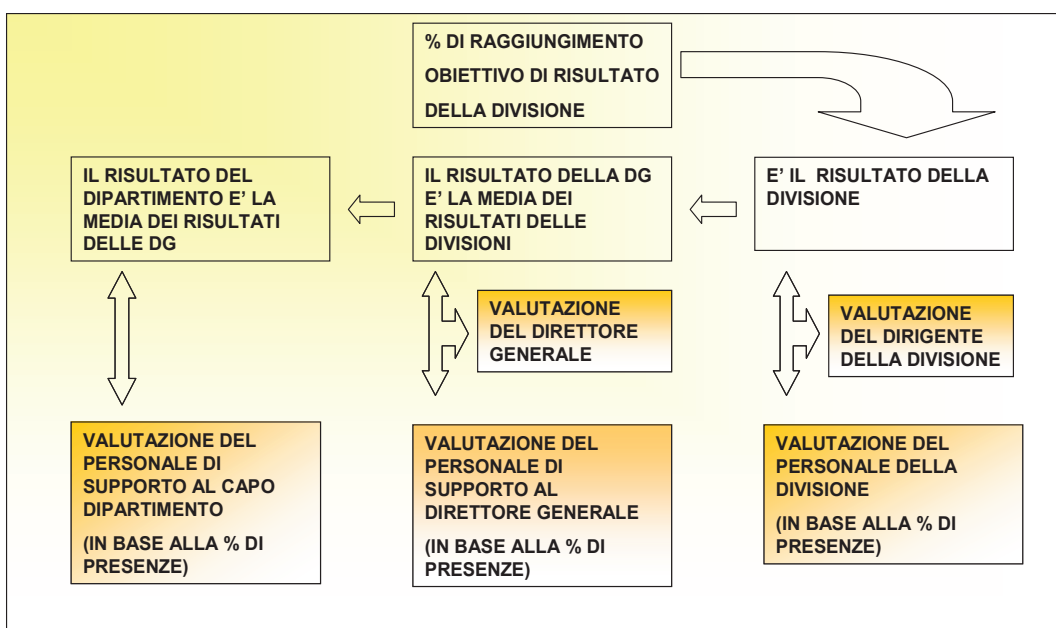 % DI RAGGIUNGIMENTO
OBIETTIVO DI RISULTATO
DELLA DIVISIONE
IL RISULTATO DEL
DIPARTIMENTO E' LA
MEDIA DEI RISULTATI
DELLE DG
IL RISULTATO DELLA DG
E' LA MEDIA DEI
RISULTATI DELLE
DIVISIONI
E' IL RISULTATO DELLA
DIVISIONE
VALUTAZIONE
DEL DIRETTORE
GENERALE
VALUTAZIONE
DEL DIRIGENTE
DELLA DIVISIONE
VALUTAZIONE DEL
PERSONALE DI
SUPPORTO AL CAPO
DIPARTIMENTO
(IN BASE ALLA % DI
PRESENZE)
VALUTAZIONE DEL
PERSONALE DI
SUPPORTO AL
DIRETTORE GENERALE
(IN BASE ALLA % DI
PRESENZE)
VALUTAZIONE DEL
PERSONALE DELLA
DIVISIONE
(IN BASE ALLA % DI
PRESENZE)